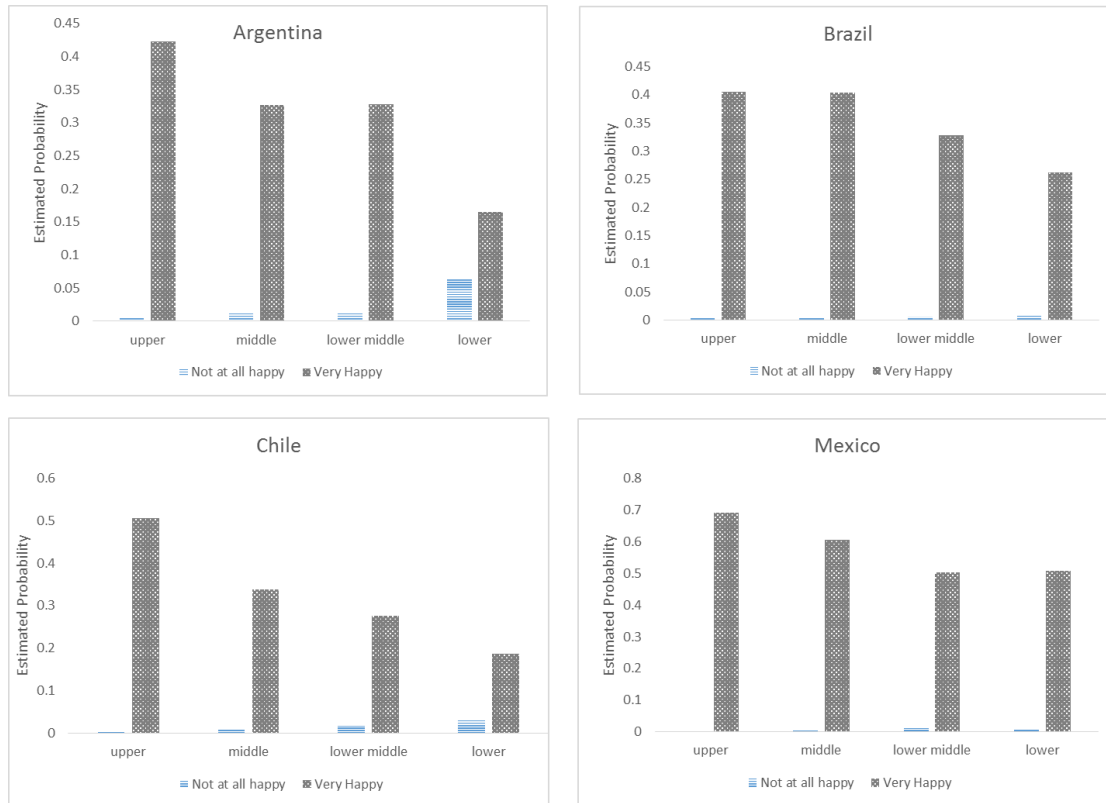 Argentina
Estimated Probability
0.45
0.4
0.35
0.3
0.25
0.2
0.15
0.1
0.05
0
upper middle lower middle lower
Not at all happy Very Happy
Brazil
Estimated Probability
0.45
0.4
0.35
0.3
0.25
0.2
0.15
0.1
0.05
0
upper middle lower middle lower
Not at all happy Very Happy
Chile
Estimated Probability
0.6
0.5
0.4
0.3
0.2
0.1
0
upper middle lower middle lower
Not at all happy Very Happy
Mexico
Estimated Probability
0.8
0.7
0.6
0.5
0.4
0.3
0.2
0.1
0
upper middle lower middle lower
Not at all happy Very Happy